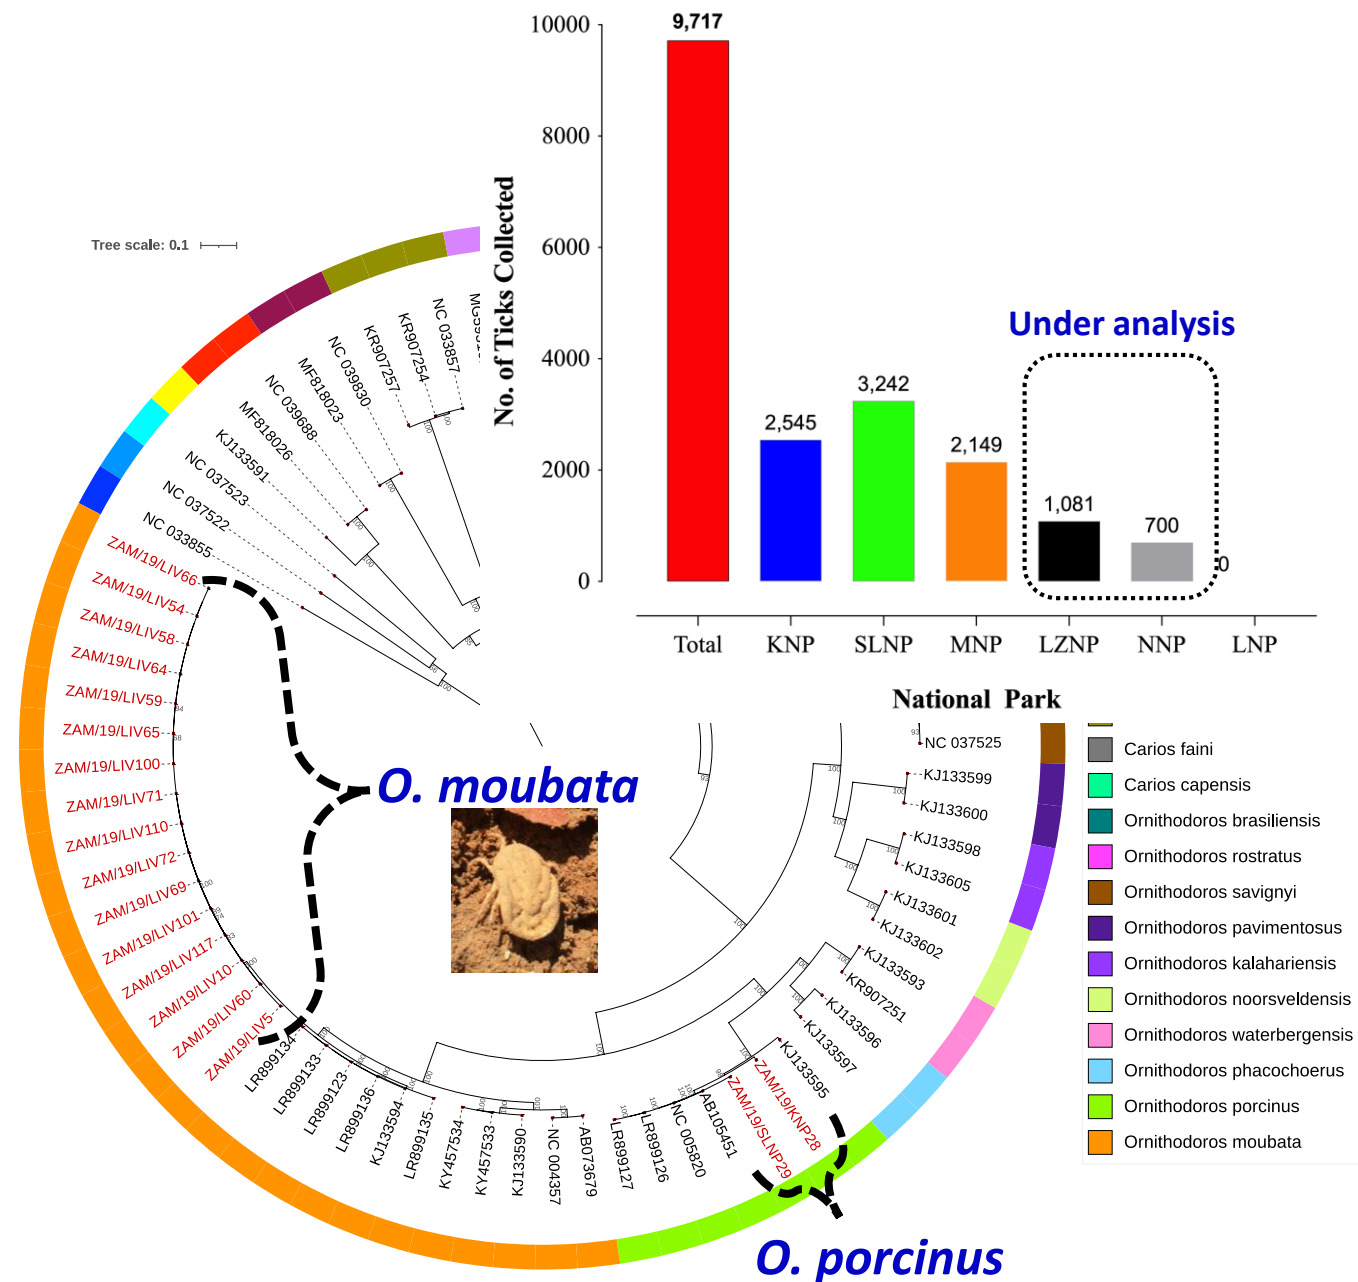 9,717
10000
8000
6000
4000
2000
0
No. of Ticks Collected
Under analysis
2,545
3,242
2,149
1,081
700
0
Total KNP SLNP MNP LZNP NNP LNP
National Park
Tree scale: 0.1
NC 033857
KR907254
KR907257
NC 039830
MF818023
NC 039688
MF818026
KJ133591
NC 037523
NC 037522
NC 033855
ZAM/19/LIV66
ZAM/19/LIV54
ZAM/19/LIV58
ZAM/19/LIV64
ZAM/19/LIV59
ZAM/19/LIV65
ZAM/19/LIV100
ZAM/19/LIV71
ZAM/19/LIV110
ZAM/19/LIV72
ZAM/19/LIV69
ZAM/19/LIV101
ZAM/19/LIV117
ZAM/19/LIV10
ZAM/19/LIV60
ZAM/19/LIV5
LR899134
LR899133
LR899123
LR899136
KJ133594
LR899135
KY457534
KY457533
KJ133590
NC 004357
AB073679
LR899127
LR899126
NC 005820
AB105451
ZAM/19/SLNP29
ZAM/19/KNP28
KJ133595
KJ133597
KJ133596
KR907251
KJ133593
KJ133602
KJ133601
KJ133605
KJ133598
KJ133600
KJ133599
NC 037525
O. moubata
O. porcinus
Carios faini
Carios capensis
Ornithodoros brasiliensis
Ornithodoros rostratus
Ornithodoros savignyi
Ornithodoros pavimentosus
Ornithodoros kalahariensis
Ornithodoros noorsveldensis
Ornithodoros waterbergensis
Ornithodoros phacochoerus
Ornithodoros porcinus
Ornithodoros moubata